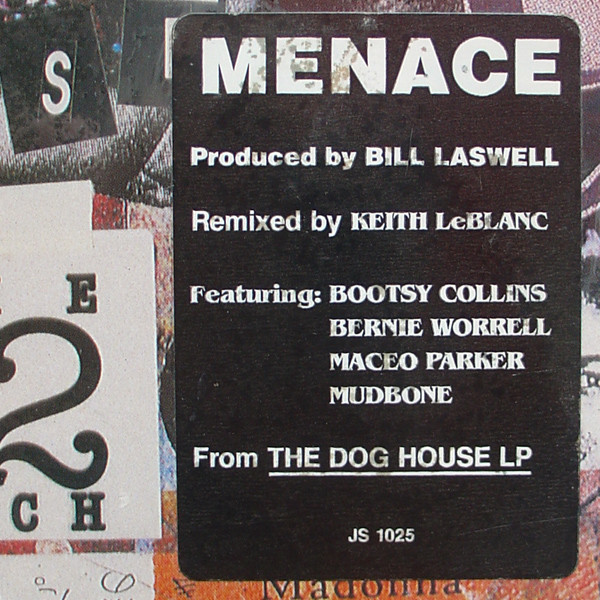 S
MENACE
Produced by BILL LASWELL
Remixed by KEITH LeBLANC
Featuring: BOOTSY COLLINS
BERNIE WORRELL
MACEO PARKER
MUDBONE
From THE DOG HOUSE LP
JS 1025
E
2
CH
Madonna